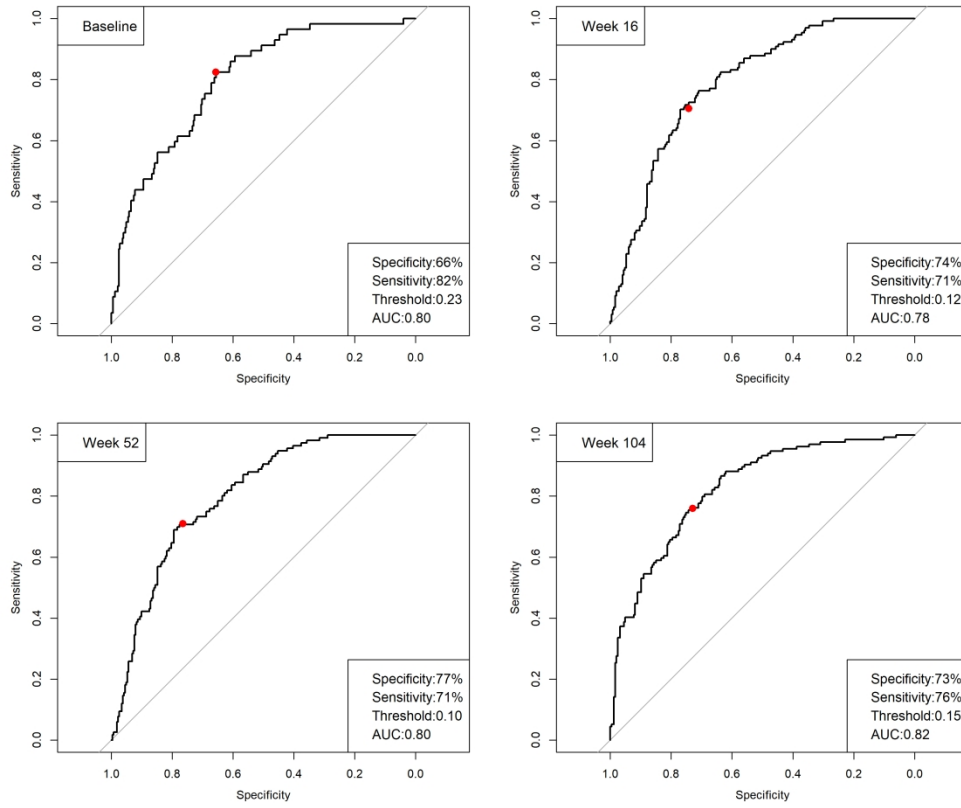 Baseline
Sensitivity
1.0
0.8
0.6
0.4
0.2
0.0
Specificity:66%
Sensitivity:82%
Threshold:0.23
AUC:0.80
1.0 0.8 0.6 0.4 0.2 0.0
Specificity
Week 16
Sensitivity
1.0
0.8
0.6
0.4
0.2
0.0
Specificity:74%
Sensitivity:71%
Threshold:0.12
AUC:0.78
1.0 0.8 0.6 0.4 0.2 0.0
Specificity
Week 52
Sensitivity
1.0
0.8
0.6
0.4
0.2
0.0
Specificity:77%
Sensitivity:71%
Threshold:0.10
AUC:0.80
1.0 0.8 0.6 0.4 0.2 0.0
Specificity
Week 104
Sensitivity
1.0
0.8
0.6
0.4
0.2
0.0
Specificity:73%
Sensitivity:76%
Threshold:0.15
AUC:0.82
1.0 0.8 0.6 0.4 0.2 0.0
Specificity